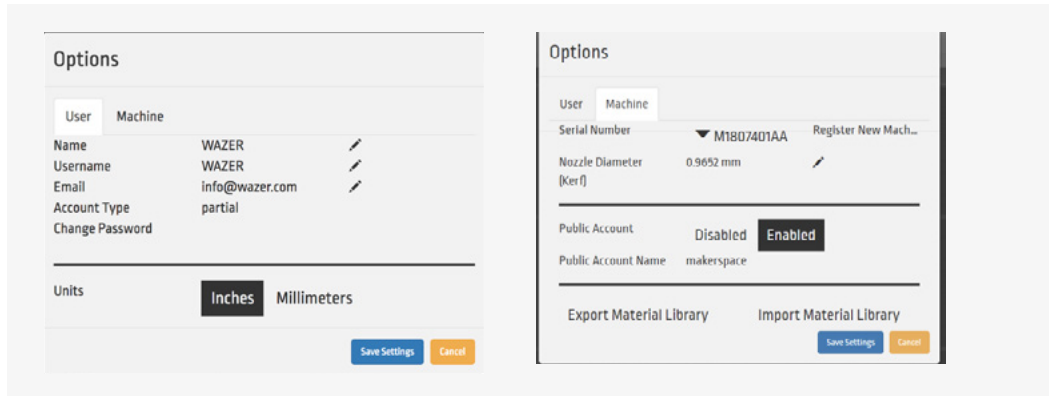 Options
User Machine
Name WAZER
Username WAZER
Email info@wazer.com
Account Type partial
Change Password
Units Inches Millimeters
Save Settings Cancel
Options
User Machine
Serial Number M1807401AA Register New Mach...
Nozzle Diameter 0.9652 mm
(Kerf)
Public Account Disabled Enabled
Public Account Name makerspace
Export Material Library Import Material Library
Save Settings Cancel